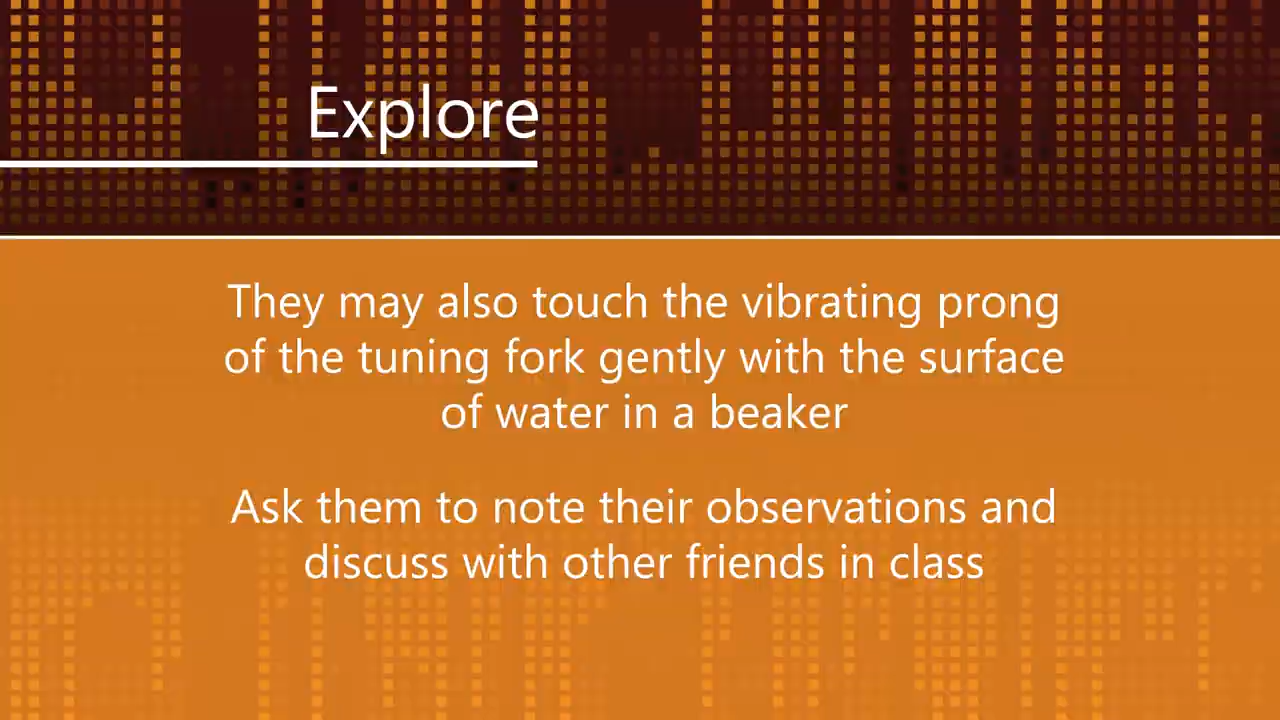 Explore
They may also touch the vibrating prong
of the tuning fork gently with the surface
of water in a beaker
Ask them to note their observations and
discuss with other friends in class